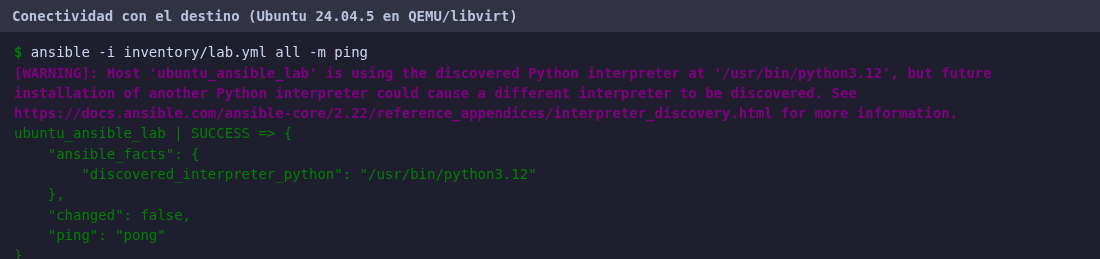 Conectividad con el destino (Ubuntu 24.04.5 en QEMU/libvirt)
$ ansible -i inventory/lab.yml all -m ping
[WARNING]: Host 'ubuntu_ansible_lab' is using the discovered Python interpreter at '/usr/bin/python3.12', but future
installation of another Python interpreter could cause a different interpreter to be discovered. See
https://docs.ansible.com/ansible-core/2.22/reference_appendices/interpreter_discovery.html for more information.
ubuntu_ansible_lab | SUCCESS => {
    "ansible_facts": {
        "discovered_interpreter_python": "/usr/bin/python3.12"
    },
    "changed": false,
    "ping": "pong"
}